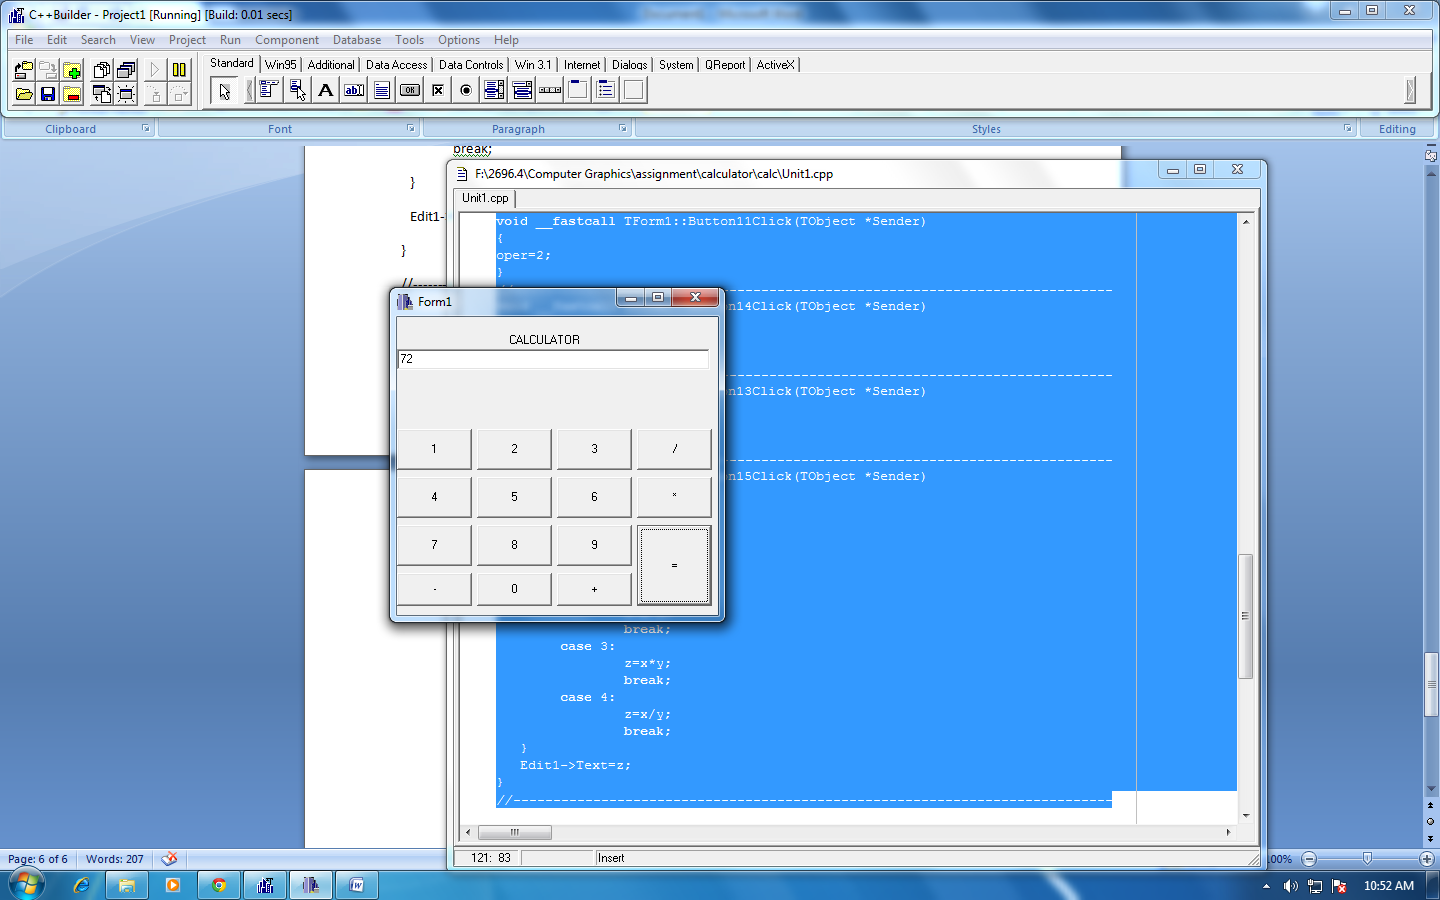 C++Builder - Project1 [Running] [Build: 0.01 secs]
File Edit Search View Project Run Component Database Tools Options Help
Standard Win95 Additional Data Access Data Controls Win 3.1 Internet Dialogs System QReport ActiveX
A ab OK
Clipboard Font Paragraph Styles Editing
break;
}
Edit1-
}
//-------
F:\2696.4\Computer Graphics\assignment\calculator\calc\Unit1.cpp
Unit1.cpp
void __fastcall TForm1::Button11Click(TObject *Sender)
{
oper=2;
}
n14Click(TObject *Sender)
n13Click(TObject *Sender)
n15Click(TObject *Sender)
break;
case 3:
z=x*y;
break;
case 4:
z=x/y;
break;
}
Edit1->Text=z;
}
//---------------------------------------------------------------------------
121: 83 Insert
Form1
CALCULATOR
72
1 2 3 /
4 5 6 *
7 8 9 =
- 0 +
Page: 6 of 6 Words: 207 100%
10:52 AM